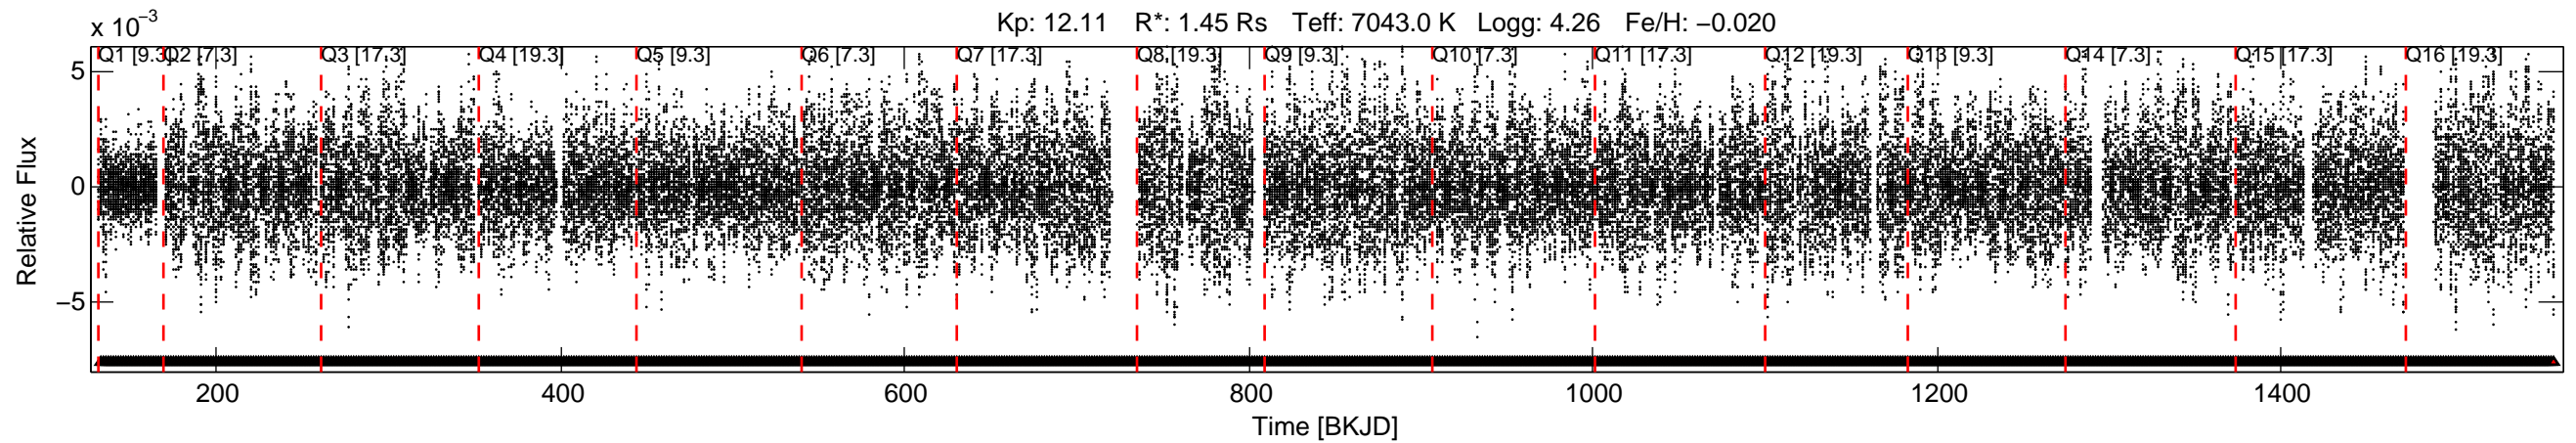 Kp: 12.11 R*: 1.45 Rs Teff: 7043.0 K Logg: 4.26 Fe/H: −0.020
x 10−3
Q1 [9.3] Q2 [7.3] Q3 [17.3] Q4 [19.3] Q5 [9.3] Q6 [7.3] Q7 [17.3] Q8 [19.3] Q9 [9.3] Q10 [7.3] Q11 [17.3] Q12 [19.3] Q13 [9.3] Q14 [7.3] Q15 [17.3] Q16 [19.3]
5
0
−5
Relative Flux
200 400 600 800 1000 1200 1400
Time [BKJD]